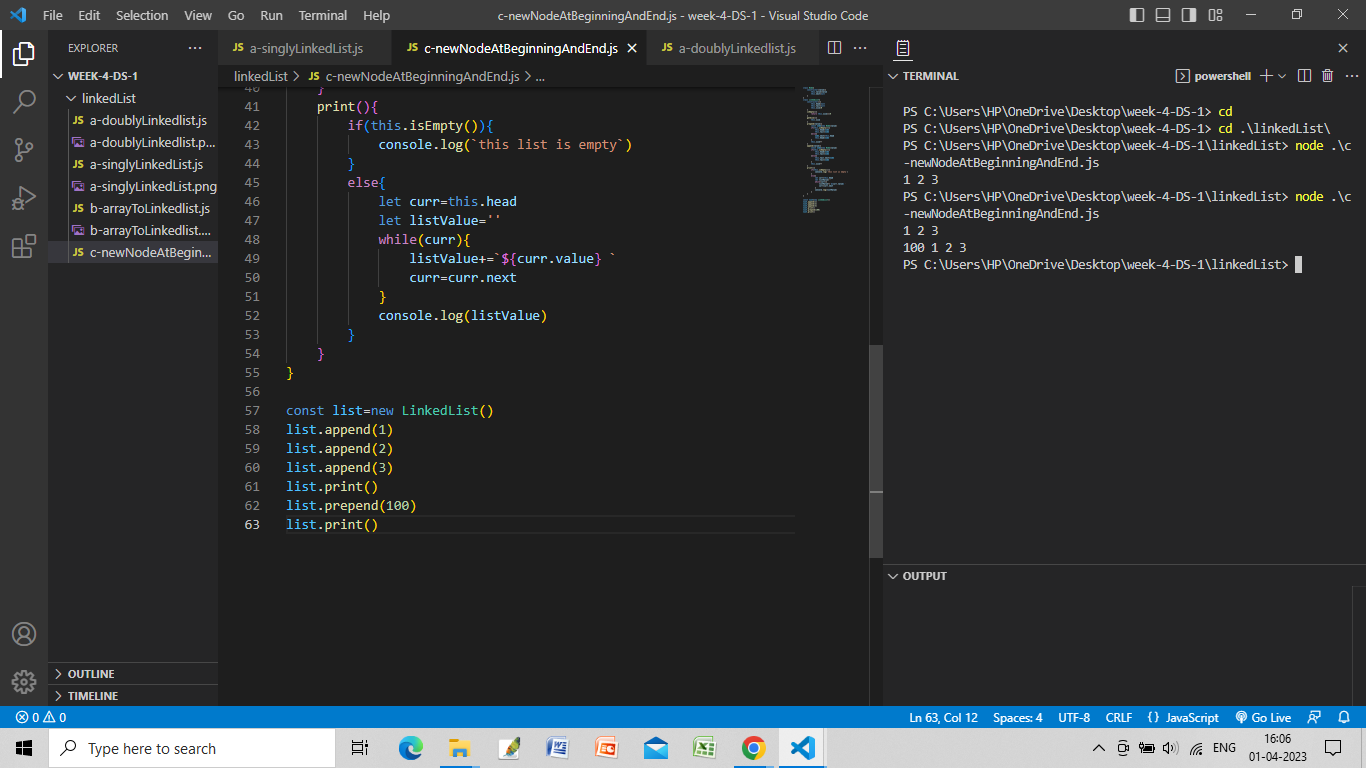 File Edit Selection View Go Run Terminal Help c-newNodeAtBeginningAndEnd.js - week-4-DS-1 - Visual Studio Code
EXPLORER
WEEK-4-DS-1
linkedList
a-doublyLinkedlist.js
a-doublyLinkedlist.p...
a-singlyLinkedList.js
a-singlyLinkedList.png
b-arrayToLinkedlist.js
b-arrayToLinkedlist....
c-newNodeAtBegin...
OUTLINE
TIMELINE
a-singlyLinkedList.js c-newNodeAtBeginningAndEnd.js a-doublyLinkedlist.js
linkedList > c-newNodeAtBeginningAndEnd.js > ...
40 }
41 print(){
42 if(this.isEmpty()){
43 console.log(`this list is empty`)
44 }
45 else{
46 let curr=this.head
47 let listValue=''
48 while(curr){
49 listValue+=`${curr.value} `
50 curr=curr.next
51 }
52 console.log(listValue)
53 }
54 }
55 }
56
57 const list=new LinkedList()
58 list.append(1)
59 list.append(2)
60 list.append(3)
61 list.print()
62 list.prepend(100)
63 list.print()
TERMINAL powershell
PS C:\Users\HP\OneDrive\Desktop\week-4-DS-1> cd
PS C:\Users\HP\OneDrive\Desktop\week-4-DS-1> cd .\linkedList\
PS C:\Users\HP\OneDrive\Desktop\week-4-DS-1\linkedList> node .\c
-newNodeAtBeginningAndEnd.js
1 2 3
PS C:\Users\HP\OneDrive\Desktop\week-4-DS-1\linkedList> node .\c
-newNodeAtBeginningAndEnd.js
1 2 3
100 1 2 3
PS C:\Users\HP\OneDrive\Desktop\week-4-DS-1\linkedList>
OUTPUT
0 0 Ln 63, Col 12 Spaces: 4 UTF-8 CRLF {} JavaScript Go Live
Type here to search
ENG
16:06
01-04-2023